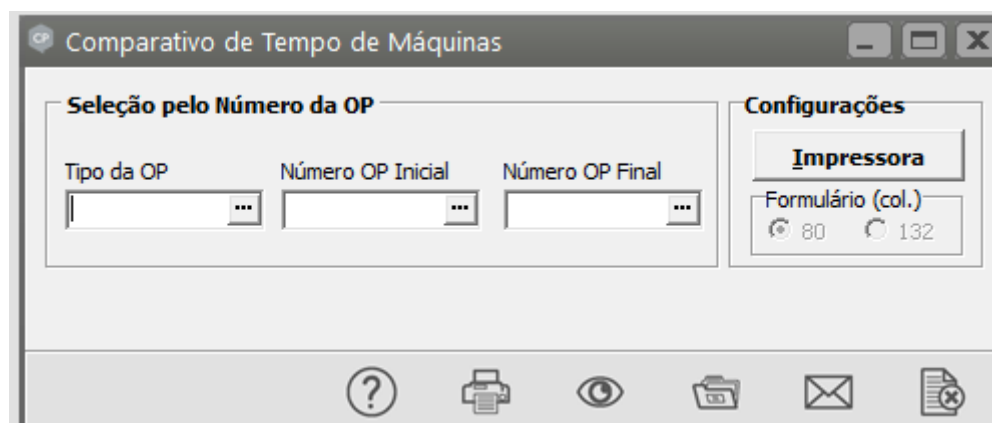 CP Comparativo de Tempo de Máquinas
Seleção pelo Número da OP
Tipo da OP Número OP Inicial Número OP Final
... ... ...
Configurações
Impressora
Formulário (col.)
80 132
?